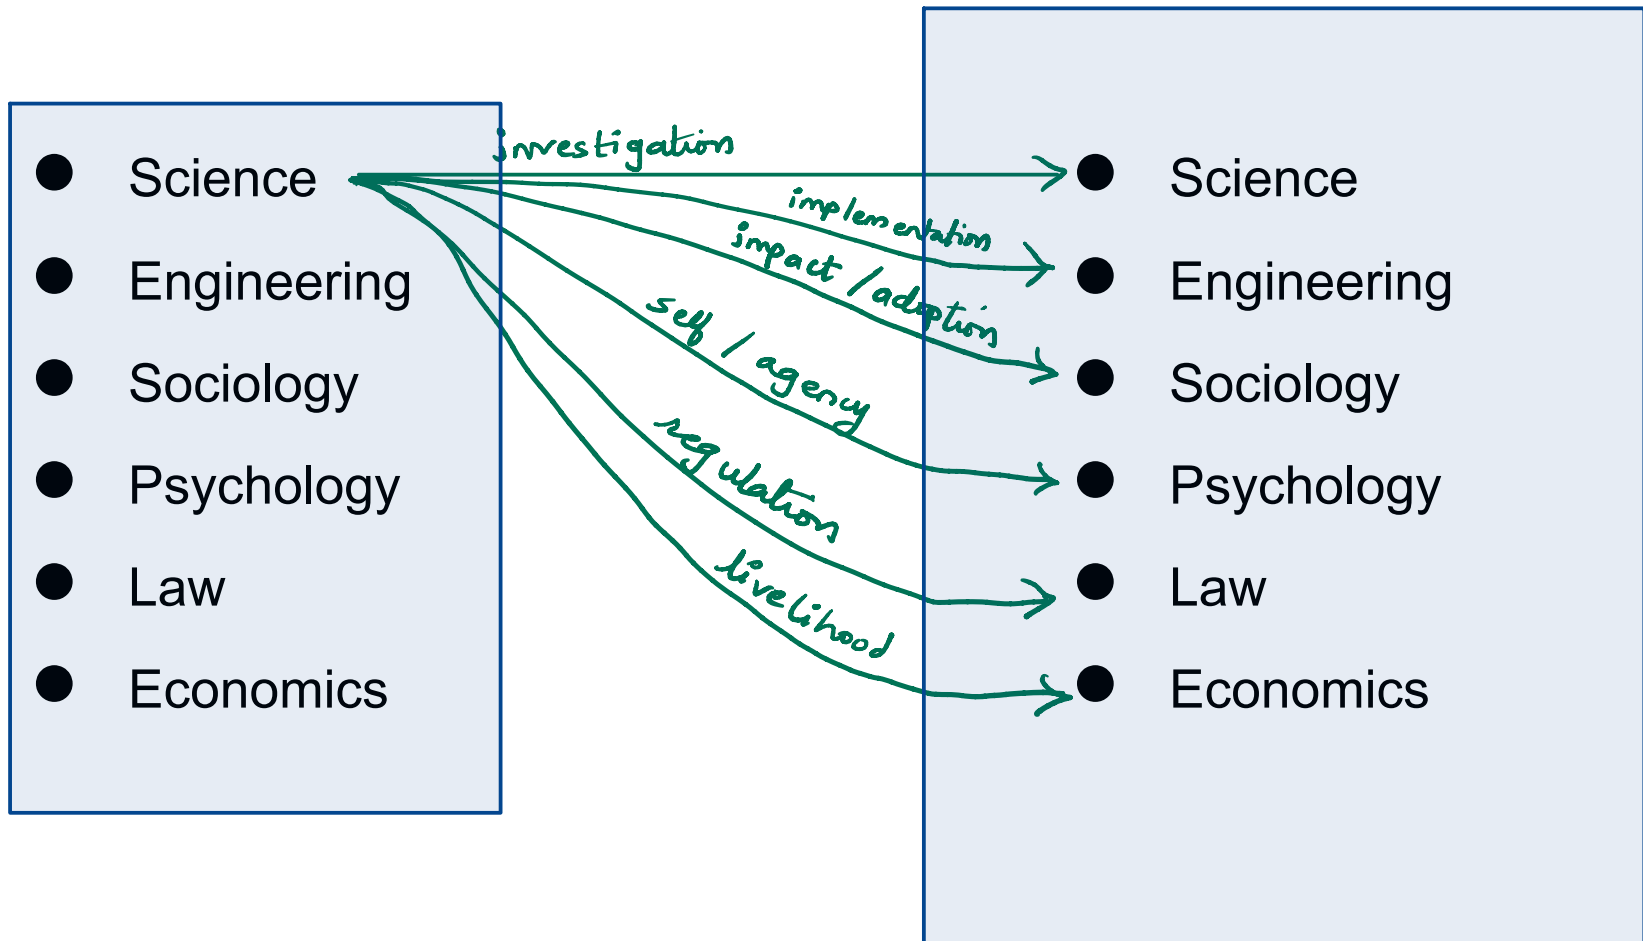 Science
Engineering
Sociology
Psychology
Law
Economics
investigation
implementation
impact / adoption
self / agency
regulation
livelihood
Science
Engineering
Sociology
Psychology
Law
Economics